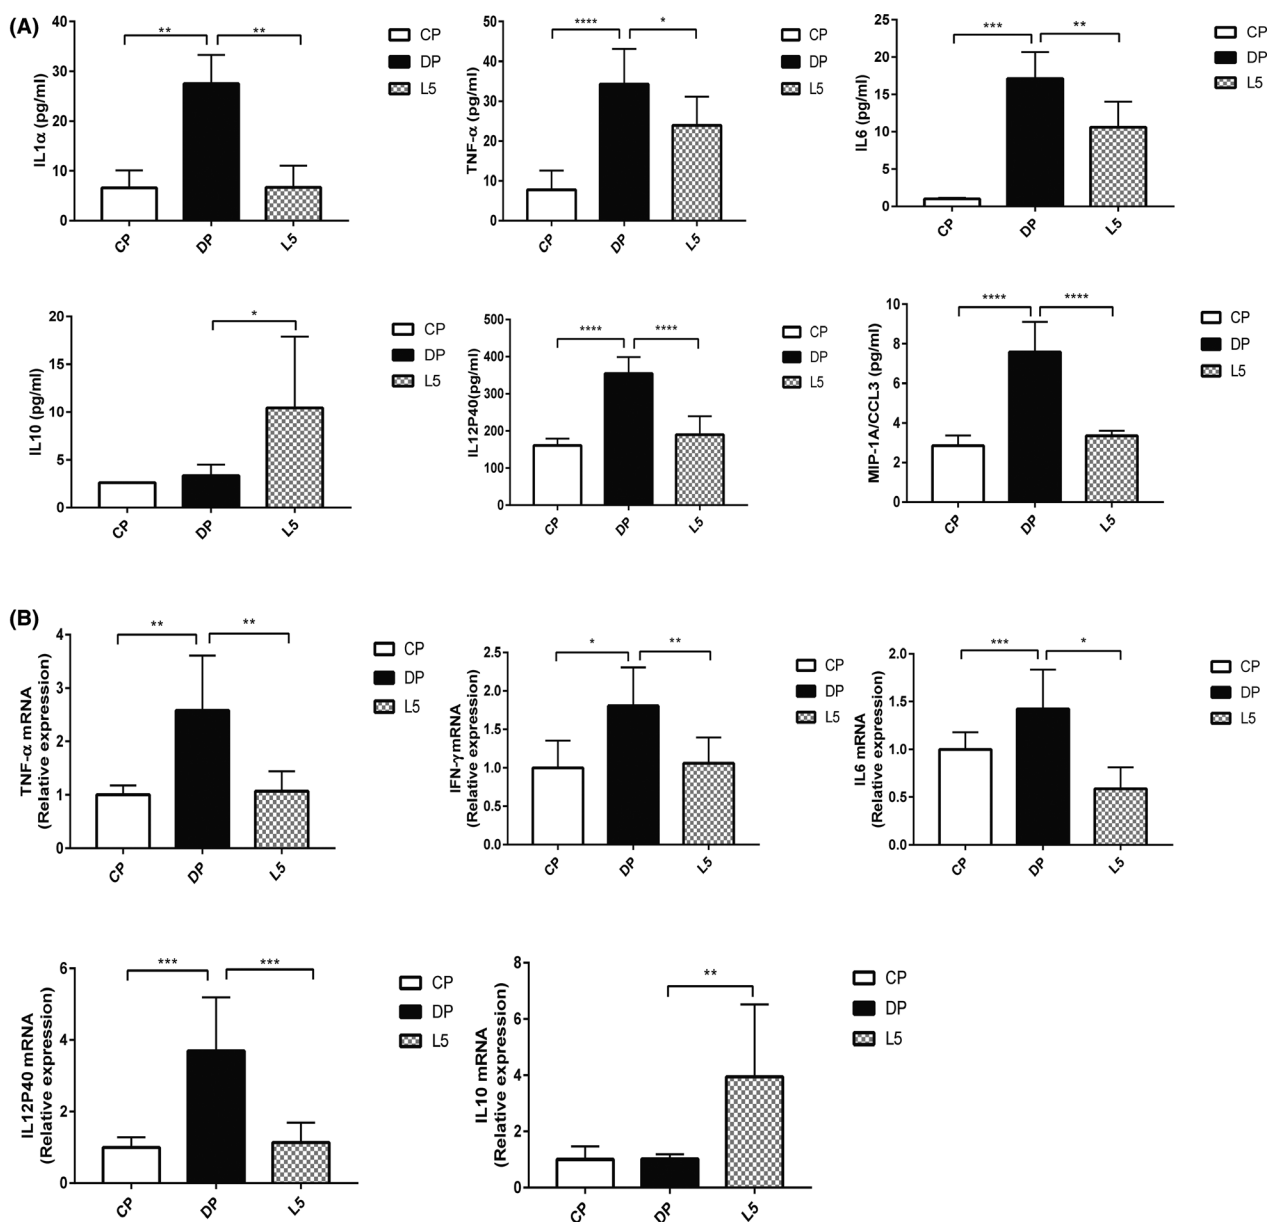 (A)
IL1α (pg/ml)
40
30
20
10
0
** **
CP
DP
L5
CP DP L5
TNF-α (pg/ml)
50
40
30
20
10
0
**** *
CP
DP
L5
CP DP L5
IL6 (pg/ml)
25
20
15
10
5
0
*** **
CP
DP
L5
CP DP L5
IL10 (pg/ml)
20
15
10
5
0
*
CP
DP
L5
CP DP L5
IL12P40(pg/ml)
500
400
300
200
100
0
**** ****
CP
DP
L5
CP DP L5
MIP-1A/CCL3 (pg/ml)
10
8
6
4
2
0
**** ****
CP
DP
L5
CP DP L5
(B)
TNF-α mRNA
(Relative expression)
4
3
2
1
0
** **
CP
DP
L5
CP DP L5
IFN-γ mRNA
(Relative expression)
2.5
2.0
1.5
1.0
0.5
0.0
* **
CP
DP
L5
CP DP L5
IL6 mRNA
(Relative expression)
2.0
1.5
1.0
0.5
0.0
*** *
CP
DP
L5
CP DP L5
IL12P40 mRNA
(Relative expression)
6
4
2
0
*** ***
CP
DP
L5
CP DP L5
IL10 mRNA
(Relative expression)
8
6
4
2
0
**
CP
DP
L5
CP DP L5